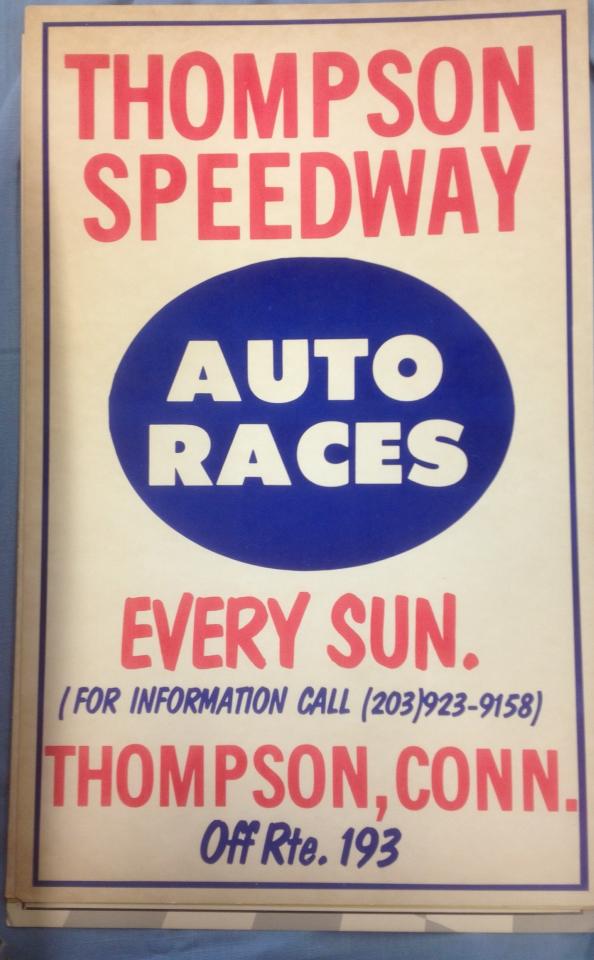 THOMPSON
SPEEDWAY
AUTO
RACES
EVERY SUN.
(FOR INFORMATION CALL (203)923-9158)
THOMPSON, CONN.
Off Rte. 193